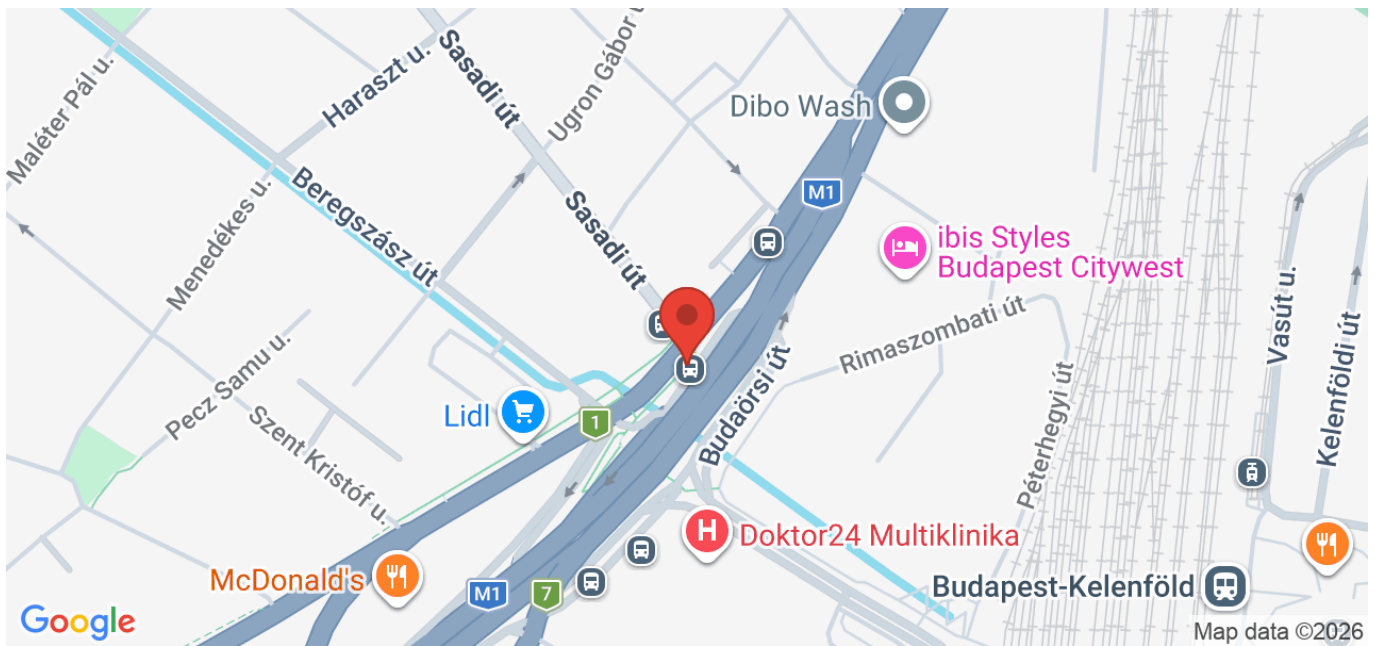 Maléter Pál u.
Haraszt u.
Sasadi út
Ugron Gábor u
Dibo Wash
M1
Menedékes u.
Beregszász út
Sasadi út
ibis Styles
Budapest Citywest
Rimaszombati út
Vasút u.
Kelenföldi út
Pecz Samu u.
Lidl
1
Budaörsi út
Péterhegyi út
Szent Kristóf u.
H
Doktor24 Multiklinika
McDonald's
M1
7
Budapest-Kelenföld
Google
Map data ©2026